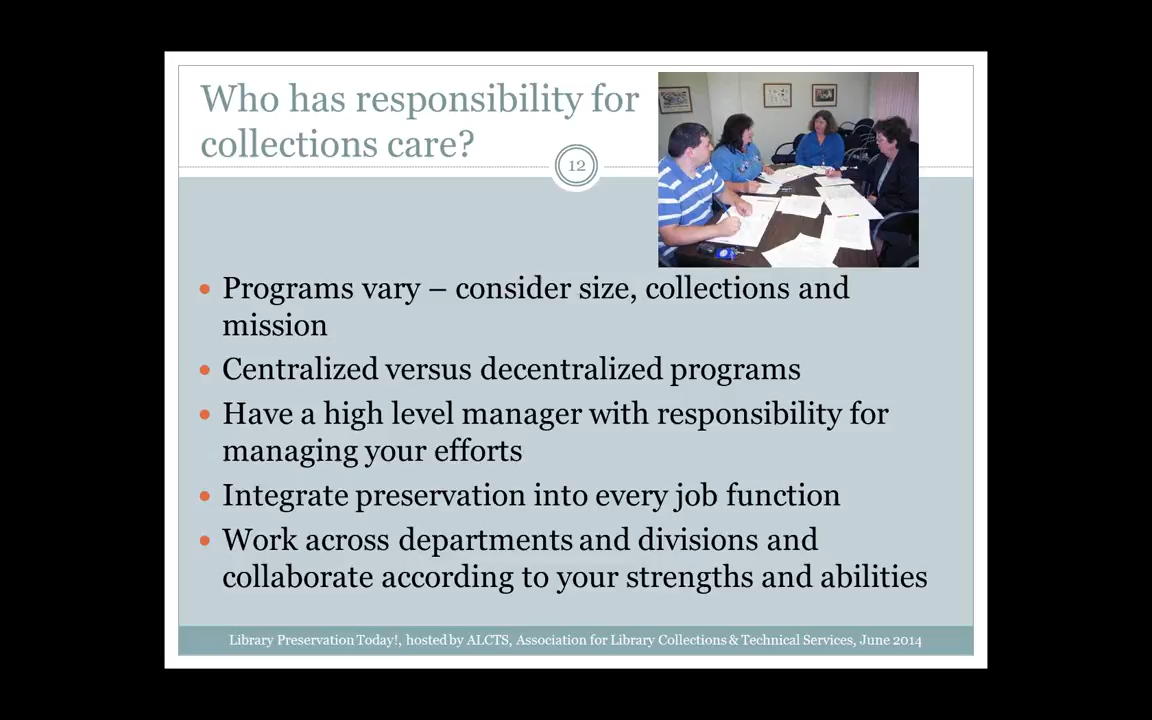 Who has responsibility for
collections care?
12
Programs vary – consider size, collections and
mission
Centralized versus decentralized programs
Have a high level manager with responsibility for
managing your efforts
Integrate preservation into every job function
Work across departments and divisions and
collaborate according to your strengths and abilities
Library Preservation Today!, hosted by ALCTS, Association for Library Collections & Technical Services, June 2014